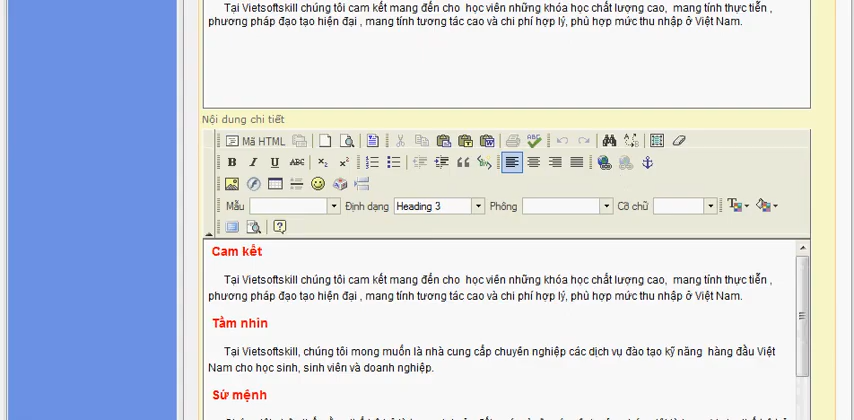 Tại Vietsoftskill chúng tôi cam kết mang đến cho học viên những khóa học chất lượng cao, mang tính thực tiễn ,
phương pháp đạo tạo hiện đại , mang tính tương tác cao và chi phí hợp lý, phù hợp mức thu nhập ở Việt Nam.
Nội dung chi tiết
Mã HTML
Mẫu Định dạng Heading 3 Phông Cỡ chữ
Cam kết
Tại Vietsoftskill chúng tôi cam kết mang đến cho học viên những khóa học chất lượng cao, mang tính thực tiễn ,
phương pháp đạo tạo hiện đại , mang tính tương tác cao và chi phí hợp lý, phù hợp mức thu nhập ở Việt Nam.
Tầm nhìn
Tại Vietsoftskill, chúng tôi mong muốn là nhà cung cấp chuyên nghiệp các dịch vụ đào tạo kỹ năng hàng đầu Việt
Nam cho học sinh, sinh viên và doanh nghiệp.
Sứ mệnh